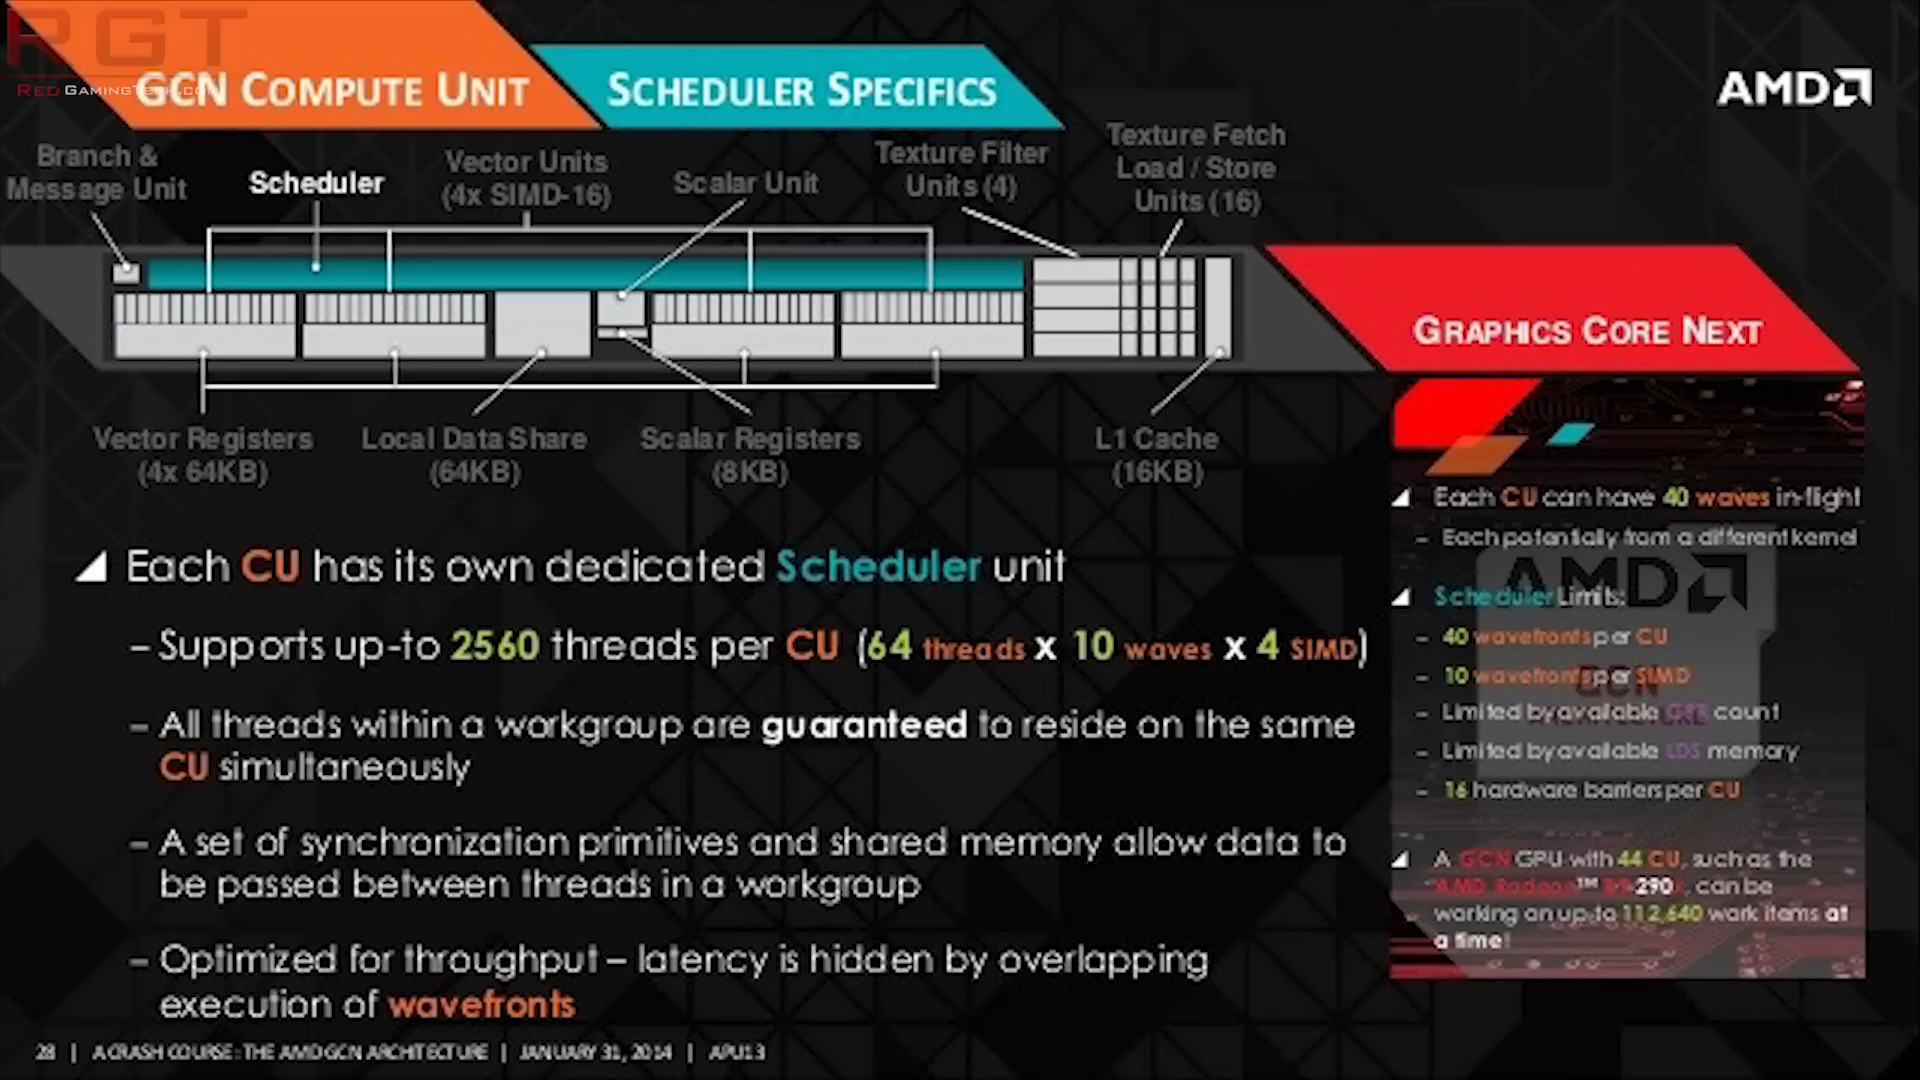 RGT
REDGAMINGTECH.COM
GCN COMPUTE UNIT
SCHEDULER SPECIFICS
AMD
Branch &
Message Unit
Scheduler
Vector Units
(4x SIMD-16)
Scalar Unit
Texture Filter
Units (4)
Texture Fetch
Load / Store
Units (16)
GRAPHICS CORE NEXT
Vector Registers
(4x 64KB)
Local Data Share
(64KB)
Scalar Registers
(8KB)
L1 Cache
(16KB)
Each CU has its own dedicated Scheduler unit
– Supports up-to 2560 threads per CU (64 threads x 10 waves x 4 SIMD)
– All threads within a workgroup are guaranteed to reside on the same
CU simultaneously
– A set of synchronization primitives and shared memory allow data to
be passed between threads in a workgroup
– Optimized for throughput – latency is hidden by overlapping
execution of wavefronts
Each CU can have 40 waves in-flight
– Each potentially from a different kernel
AMD
Scheduler Limits:
– 40 wavefronts per CU
– 10 wavefronts per SIMD
GCN
– Limited by available count
– Limited by available LDS memory
– 16 hardware barriers per CU
A GCN GPU with 44 CU, such as the
AMD Radeon™ R9 290X, can be
working on up-to 112,640 work items at
a time!
28 | A CRASH COURSE: THE AMD GCN ARCHITECTURE | JANUARY 31, 2014 | APU13